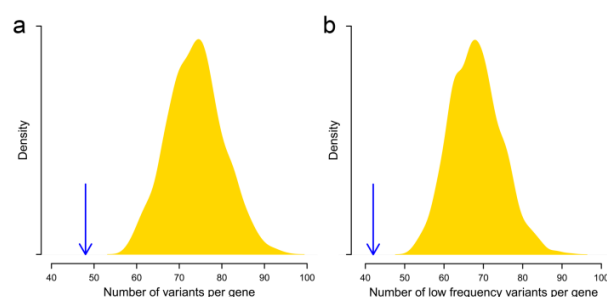 a
Density
40 50 60 70 80 90 100
Number of variants per gene
b
Density
40 50 60 70 80 90 100
Number of low frequency variants per gene